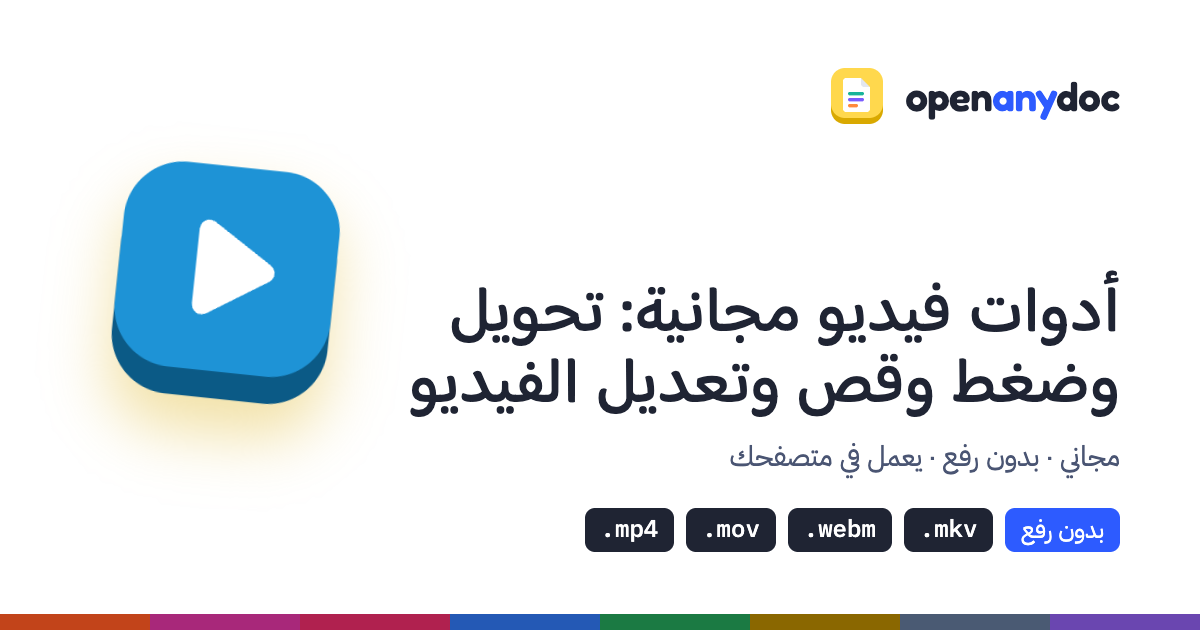 openanydoc
أدوات فيديو مجانية: تحويل
وضغط وقص وتعديل الفيديو
مجاني · بدون رفع · يعمل في متصفحك
بدون رفع .mkv .webm .mov .mp4